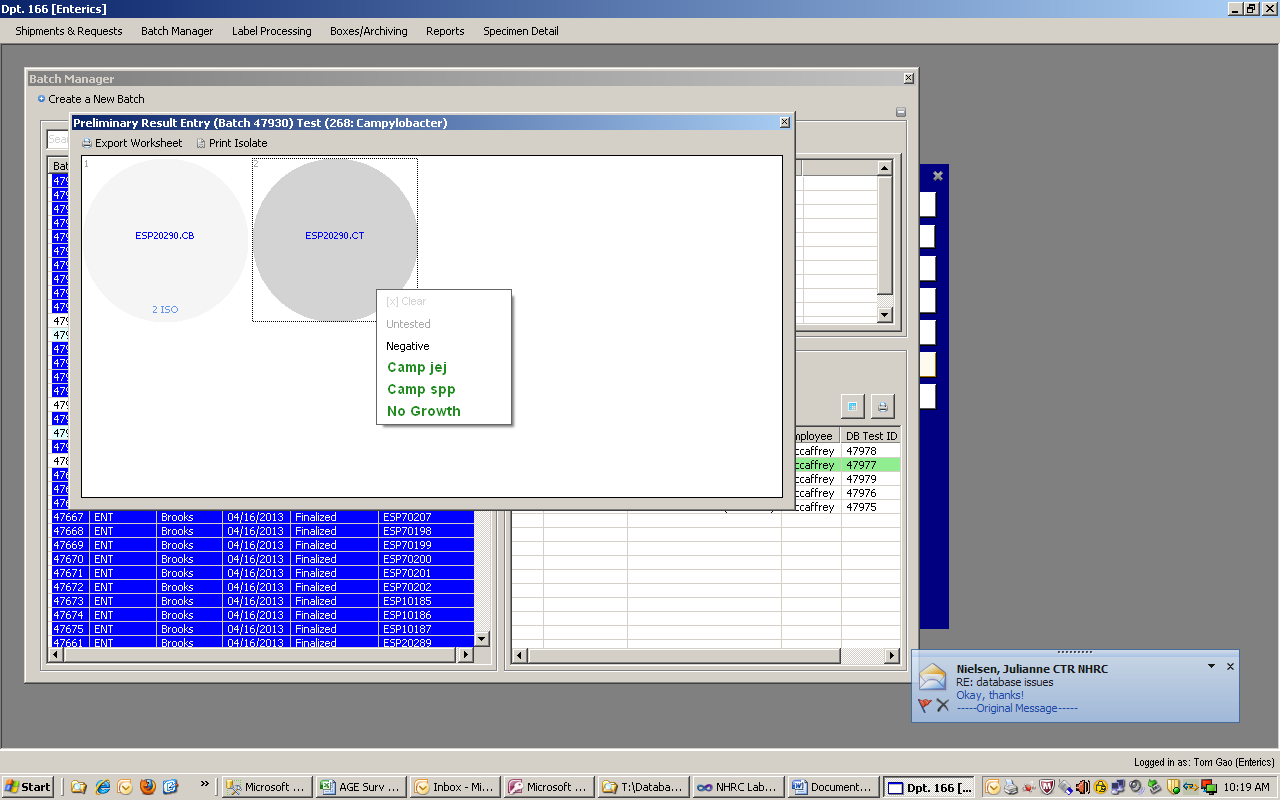 Dpt. 166 [Enterics]
Shipments & Requests Batch Manager Label Processing Boxes/Archiving Reports Specimen Detail
Batch Manager
Create a New Batch
Preliminary Result Entry (Batch 47930) Test (268: Campylobacter)
Sear
Export Worksheet Print Isolate
Bat
1
2
ESP20290.CB
ESP20290.CT
2 ISO
[x] Clear
Untested
Negative
Camp jej
Camp spp
No Growth
mployee DB Test ID
ccaffrey 47978
ccaffrey 47977
ccaffrey 47979
ccaffrey 47976
ccaffrey 47975
47667 ENT Brooks 04/16/2013 Finalized ESP70207
47668 ENT Brooks 04/16/2013 Finalized ESP70198
47669 ENT Brooks 04/16/2013 Finalized ESP70199
47670 ENT Brooks 04/16/2013 Finalized ESP70200
47671 ENT Brooks 04/16/2013 Finalized ESP70201
47672 ENT Brooks 04/16/2013 Finalized ESP70202
47673 ENT Brooks 04/16/2013 Finalized ESP10185
47674 ENT Brooks 04/16/2013 Finalized ESP10186
47675 ENT Brooks 04/16/2013 Finalized ESP10187
47661 ENT Brooks 04/16/2013 Finalized ESP20289
Nielsen, Julianne CTR NHRC
RE: database issues
Okay, thanks!
-----Original Message-----
Logged in as: Tom Gao (Enterics)
Start
Microsoft ...
AGE Surv ...
Inbox - Mi...
Microsoft ...
T:\Databa...
NHRC Lab...
Document...
Dpt. 166 [...
10:19 AM